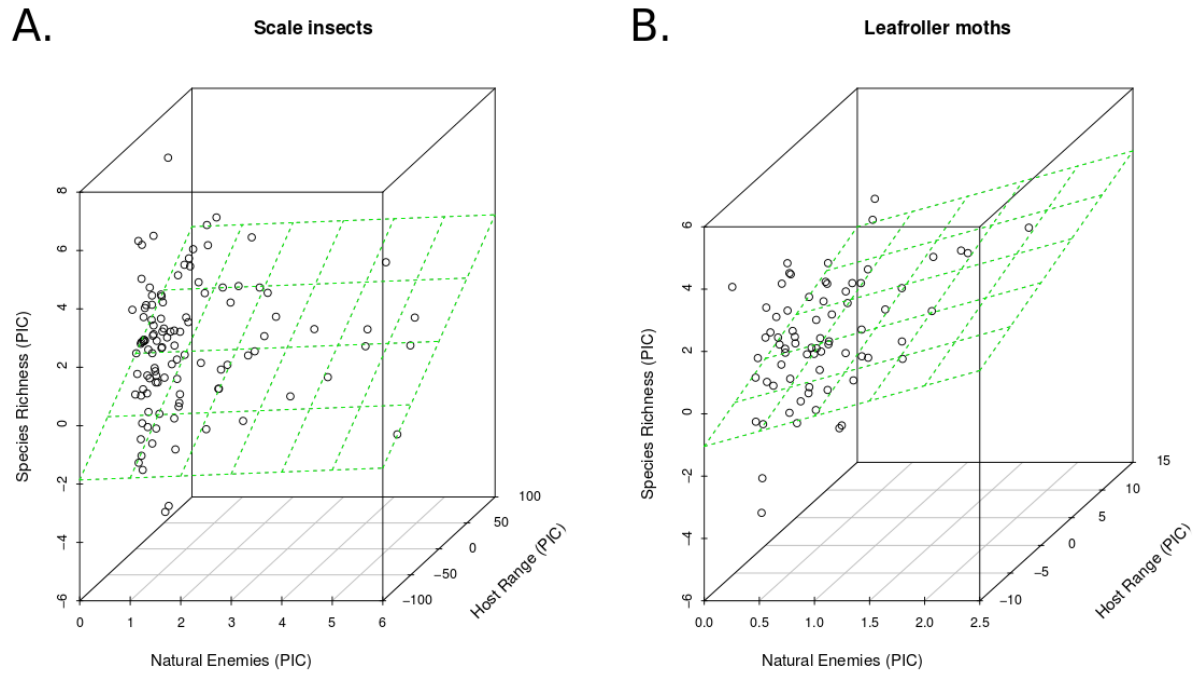 A.
Scale insects
Species Richness (PIC)
8
6
4
2
0
−2
−4
−6
0 1 2 3 4 5 6
Natural Enemies (PIC)
100
50
0
−50
−100
Host Range (PIC)
B.
Leafroller moths
Species Richness (PIC)
6
4
2
0
−2
−4
−6
0.0 0.5 1.0 1.5 2.0 2.5
Natural Enemies (PIC)
15
10
5
0
−5
−10
Host Range (PIC)